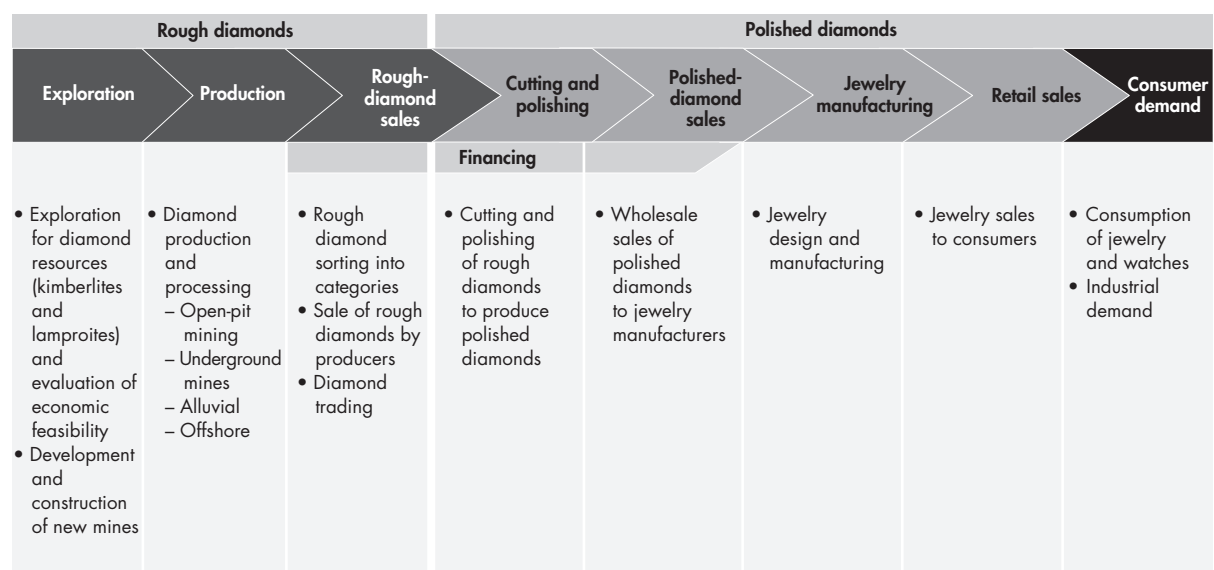 Rough diamonds
Polished diamonds
Exploration
Production
Rough-
diamond
sales
Cutting and
polishing
Polished-
diamond
sales
Jewelry
manufacturing
Retail sales
Consumer
demand
Financing
• Exploration
for diamond
resources
(kimberlites
and
lamproites)
and
evaluation of
economic
feasibility
• Development
and
construction
of new mines
• Diamond
production
and
processing
– Open-pit
mining
– Underground
mines
– Alluvial
– Offshore
• Rough
diamond
sorting into
categories
• Sale of rough
diamonds by
producers
• Diamond
trading
• Cutting and
polishing
of rough
diamonds
to produce
polished
diamonds
• Wholesale
sales of
polished
diamonds
to jewelry
manufacturers
• Jewelry
design and
manufacturing
• Jewelry sales
to consumers
• Consumption
of jewelry
and watches
• Industrial
demand